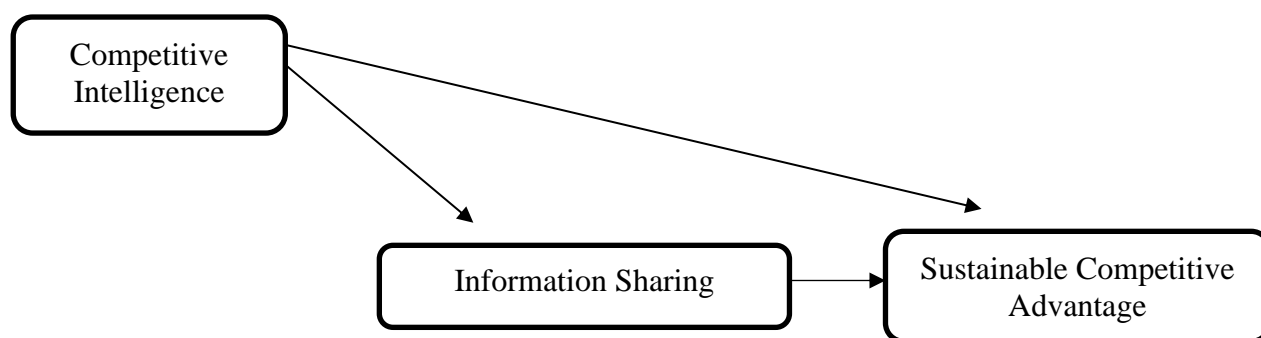 Competitive
Intelligence
Information Sharing
Sustainable Competitive
Advantage